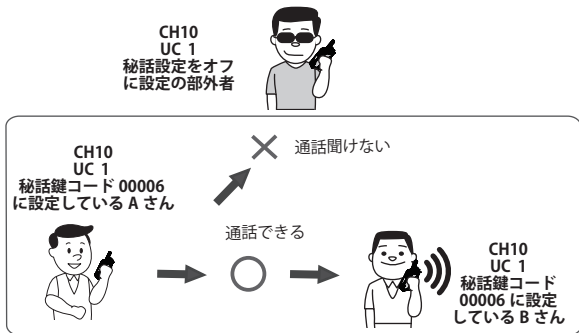 CH10
UC 1
秘話設定をオフ
に設定の部外者
通話聞けない
CH10
UC 1
秘話鍵コード 00006
に設定している A さん
通話できる
CH10
UC 1
秘話鍵コード
00006 に設定
している B さん